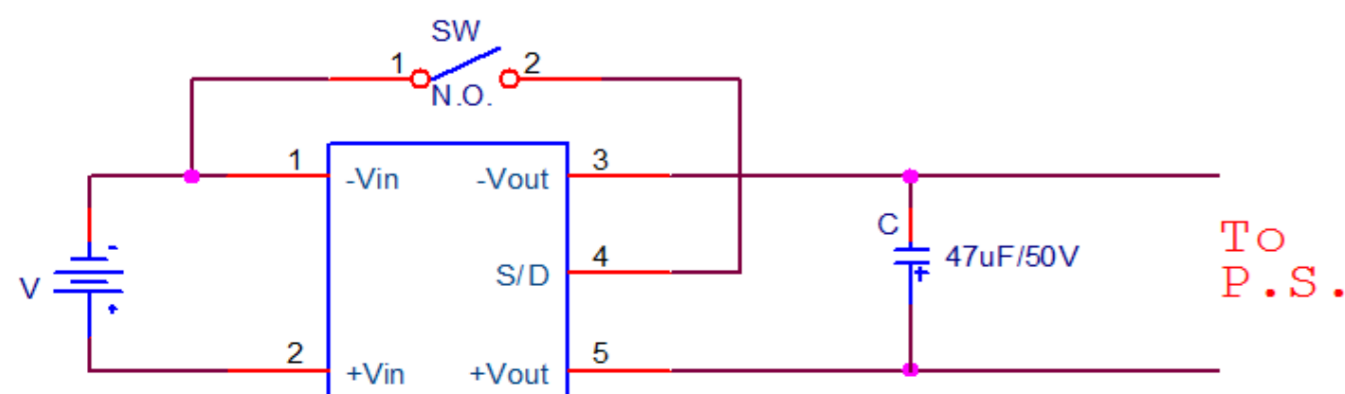 SW
1 2
N.O.
1 -Vin -Vout 3
C
To
47uF/50V
S/D 4
P.S.
-
V
+
+
2 +Vin +Vout 5